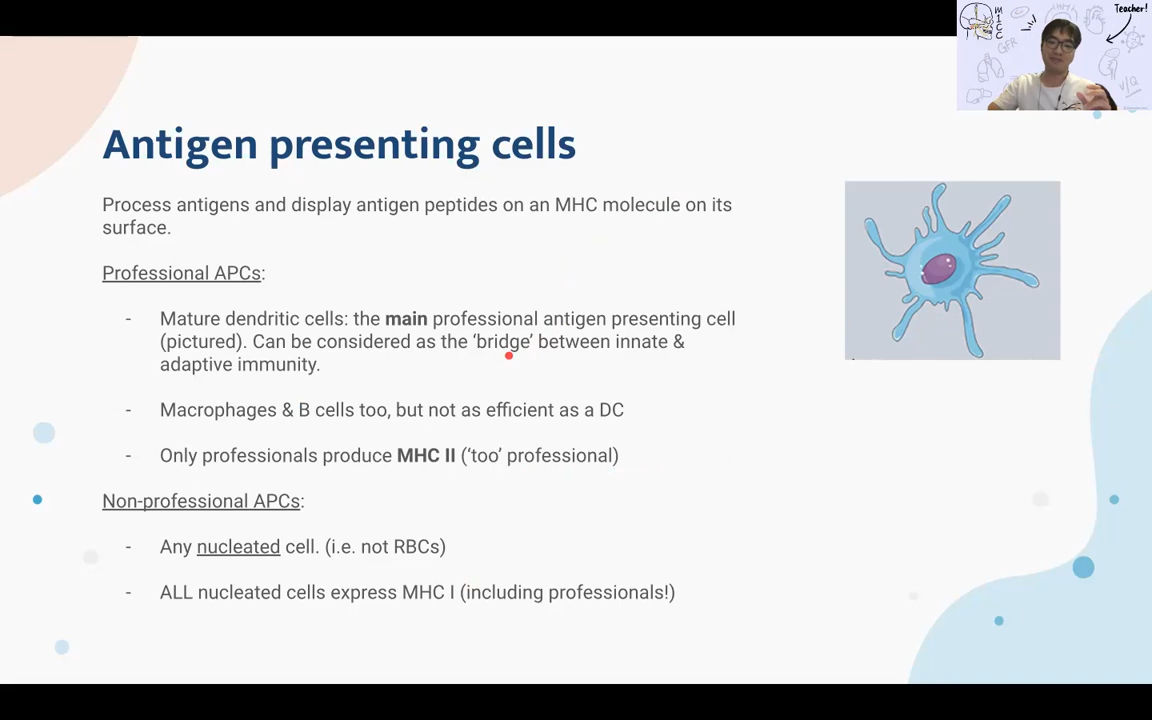 Teacher!
M
I
C
C
GFR
V/Q
Antigen presenting cells
Process antigens and display antigen peptides on an MHC molecule on its
surface.
Professional APCs:
- Mature dendritic cells: the main professional antigen presenting cell
(pictured). Can be considered as the ‘bridge’ between innate &
adaptive immunity.
- Macrophages & B cells too, but not as efficient as a DC
- Only professionals produce MHC II (‘too’ professional)
Non-professional APCs:
- Any nucleated cell. (i.e. not RBCs)
- ALL nucleated cells express MHC I (including professionals!)